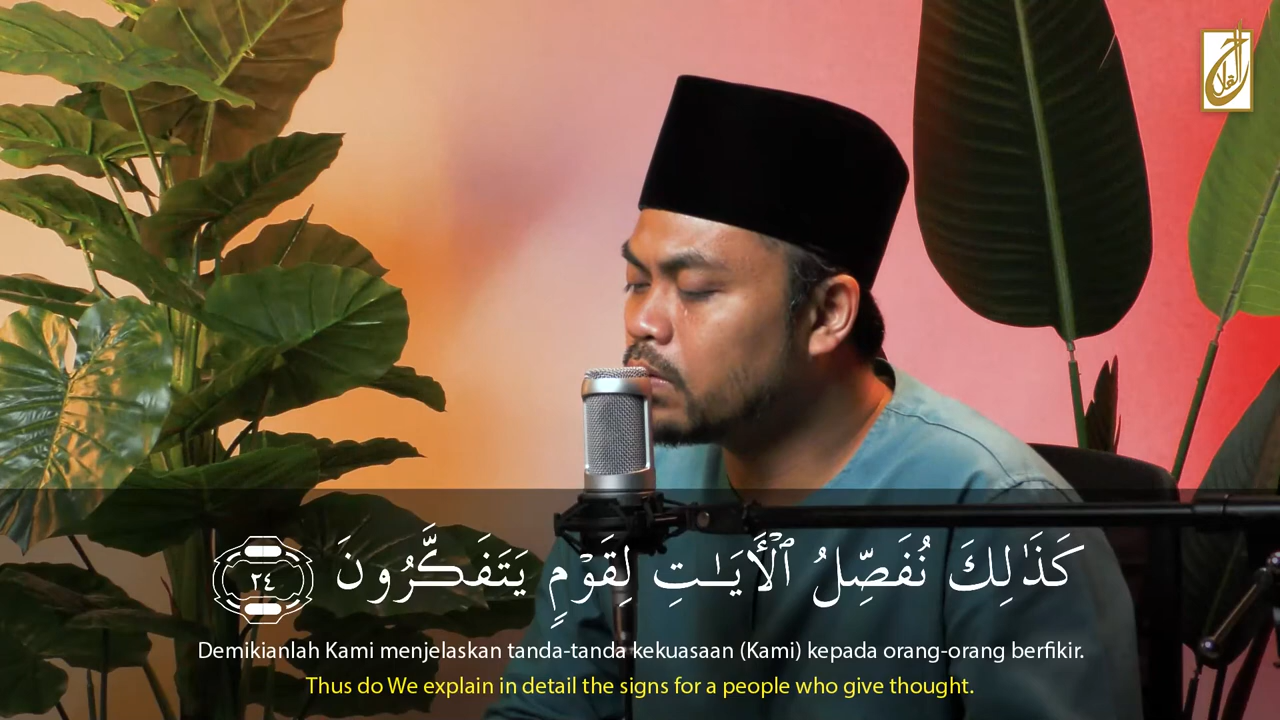 العلا
كَذَٰلِكَ نُفَصِّلُ ٱلْأَيَـٰتِ لِقَوْمٍ يَتَفَكَّرُونَ ٢٤
Demikianlah Kami menjelaskan tanda-tanda kekuasaan (Kami) kepada orang-orang berfikir.
Thus do We explain in detail the signs for a people who give thought.